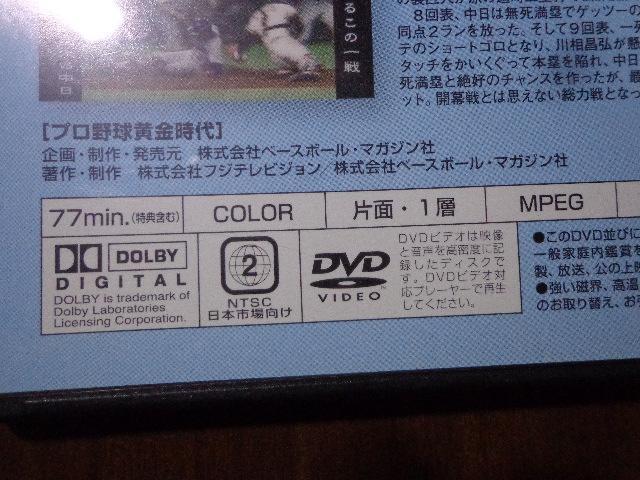 るこの一戦
中日
8回表、中日は無死満塁でゲッツーの
同点2ランを放った。そして9回表、一死
テのショートゴロとなり、川相昌弘が懸
タッチをかいくぐって本塁を陥れ、中日
死満塁と絶好のチャンスを作ったが、最
ット。開幕戦とは思えない総力戦となっ
[プロ野球黄金時代]
企画・制作・発売元 株式会社ベースボール・マガジン社
著作・制作 株式会社フジテレビジョン/株式会社ベースボール・マガジン社
77min.(特典含む) COLOR 片面・1層 MPEG
DOLBY
DIGITAL
DOLBY is trademark of
Dolby Laboratories
Licensing Corporation.
2
NTSC
日本市場向け
DVD
VIDEO
DVDビデオは映像
と音声を高密度に記
録したディスクで
す。DVDビデオ対
応プレーヤーで再生
してください。
●このDVD並びに
一般家庭内鑑賞を
製、放送、公の上
●強い磁界、高温
のお取り替え、お